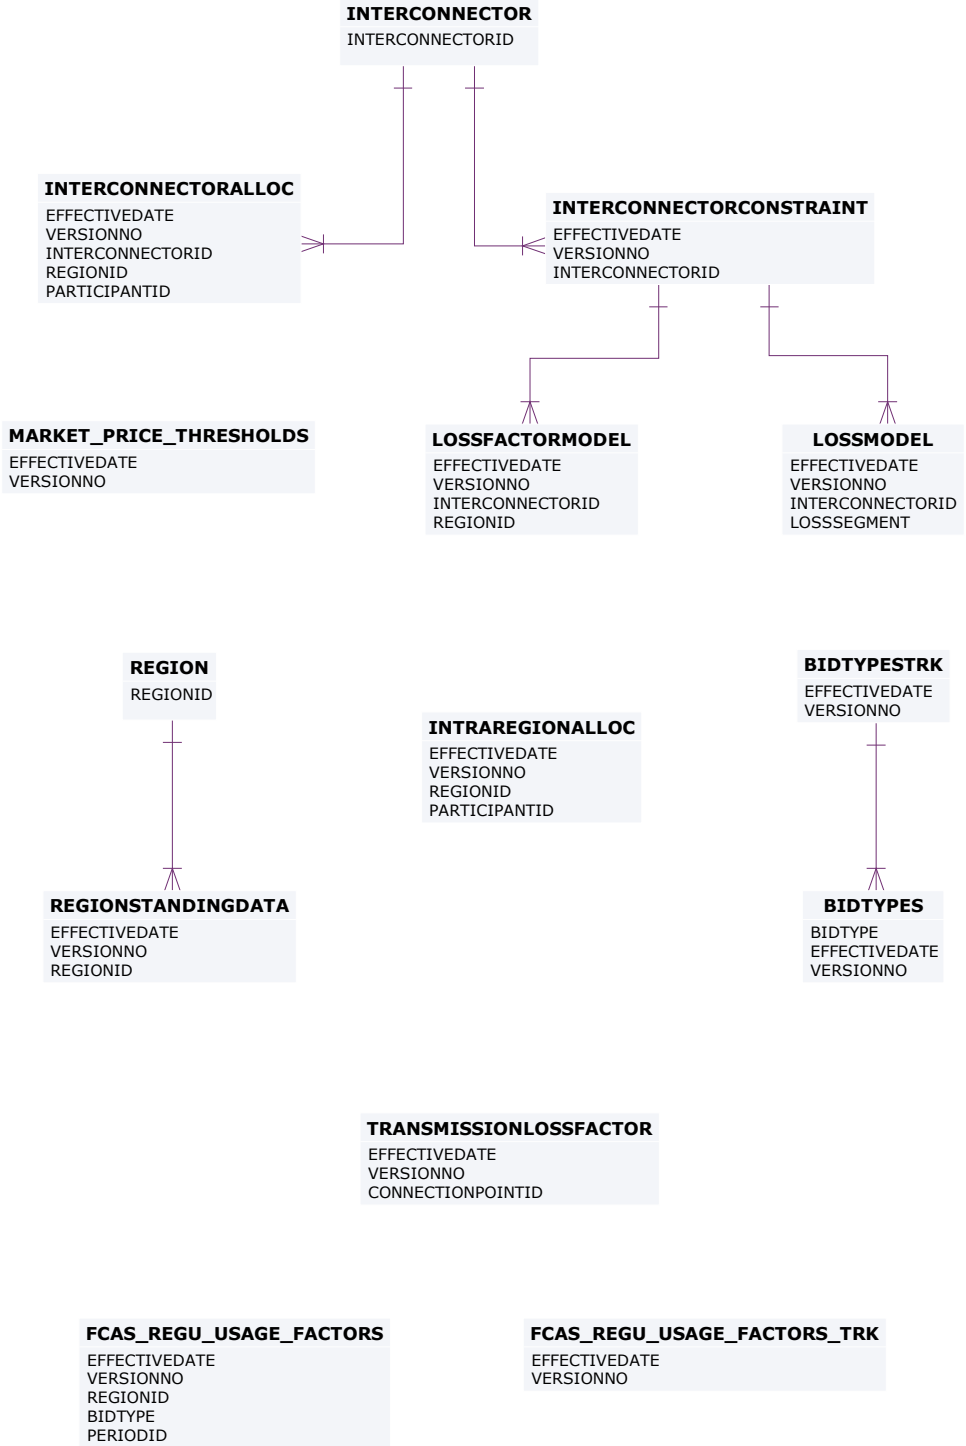 INTERCONNECTOR
INTERCONNECTORID
INTERCONNECTORALLOC
EFFECTIVEDATE
VERSIONNO
INTERCONNECTORID
REGIONID
PARTICIPANTID
INTERCONNECTORCONSTRAINT
EFFECTIVEDATE
VERSIONNO
INTERCONNECTORID
MARKET_PRICE_THRESHOLDS
EFFECTIVEDATE
VERSIONNO
LOSSFACTORMODEL
EFFECTIVEDATE
VERSIONNO
INTERCONNECTORID
REGIONID
LOSSMODEL
EFFECTIVEDATE
VERSIONNO
INTERCONNECTORID
LOSSSEGMENT
REGION
REGIONID
INTRAREGIONALLOC
EFFECTIVEDATE
VERSIONNO
REGIONID
PARTICIPANTID
BIDTYPESTRK
EFFECTIVEDATE
VERSIONNO
REGIONSTANDINGDATA
EFFECTIVEDATE
VERSIONNO
REGIONID
BIDTYPES
BIDTYPE
EFFECTIVEDATE
VERSIONNO
TRANSMISSIONLOSSFACTOR
EFFECTIVEDATE
VERSIONNO
CONNECTIONPOINTID
FCAS_REGU_USAGE_FACTORS
EFFECTIVEDATE
VERSIONNO
REGIONID
BIDTYPE
PERIODID
FCAS_REGU_USAGE_FACTORS_TRK
EFFECTIVEDATE
VERSIONNO